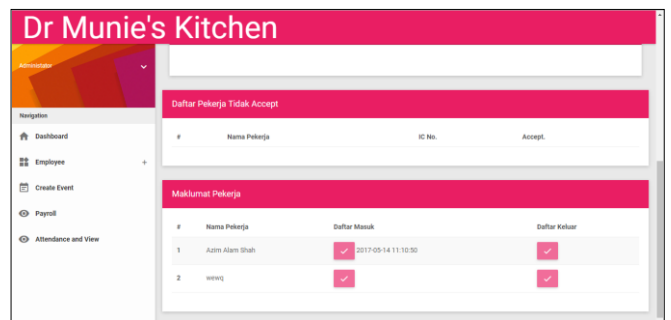 Dr Munie's Kitchen
Administator
Navigation
Dashboard
Employee +
Create Event
Payroll
Attendance and View
Daftar Pekerja Tidak Accept
# Nama Pekerja IC No. Accept.
Maklumat Pekerja
# Nama Pekerja Daftar Masuk Daftar Keluar
1 Azim Alam Shah 2017-05-14 11:10:50
2 wewq